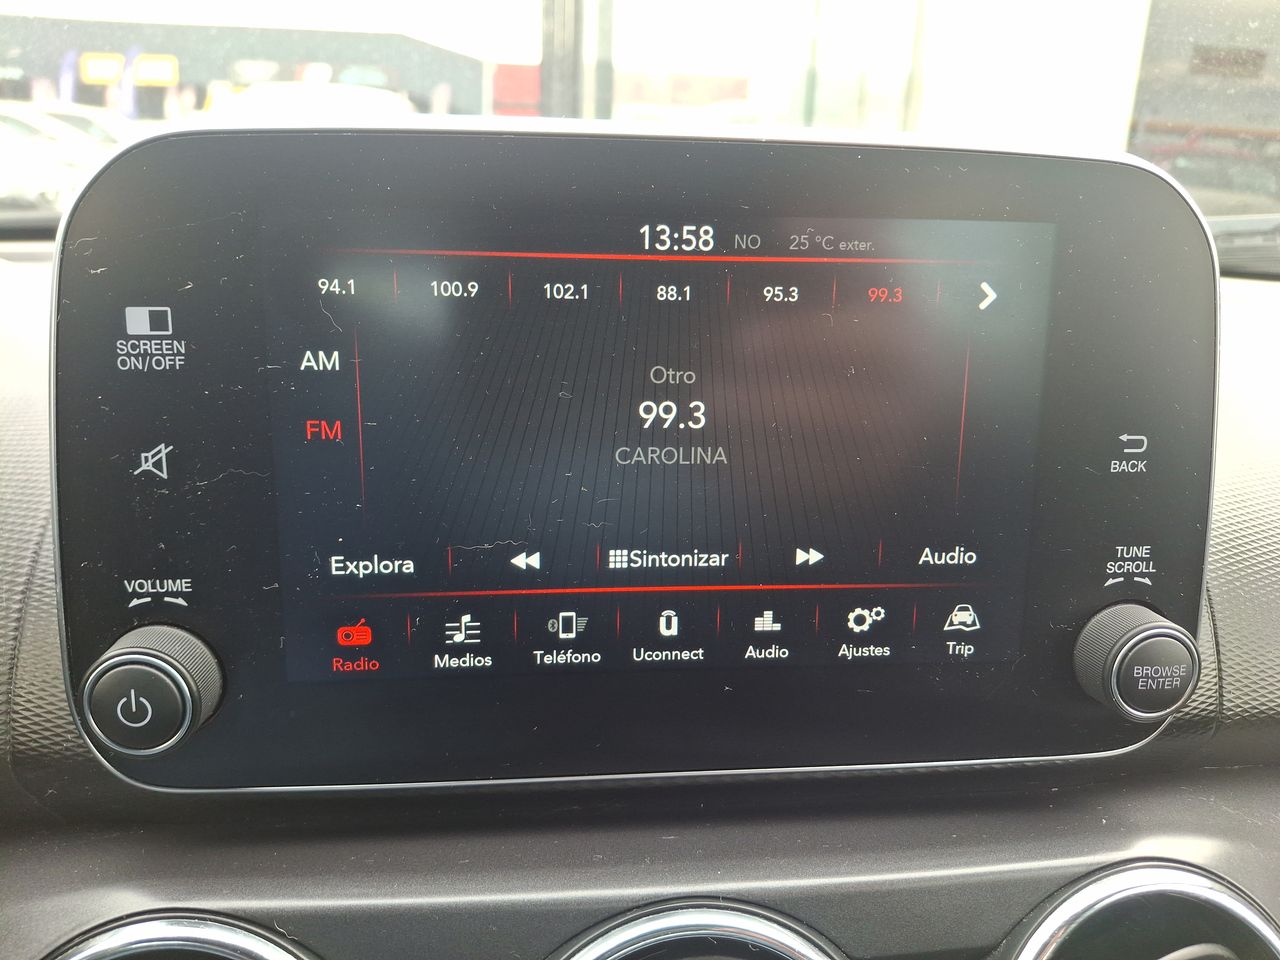 13:58 NO 25 °C exter.
94.1 100.9 102.1 88.1 95.3 99.3
SCREEN
ON/OFF
AM
FM
Otro
99.3
CAROLINA
BACK
Explora Sintonizar Audio
VOLUME
TUNE
SCROLL
Radio Medios Teléfono Uconnect Audio Ajustes Trip
BROWSE
ENTER